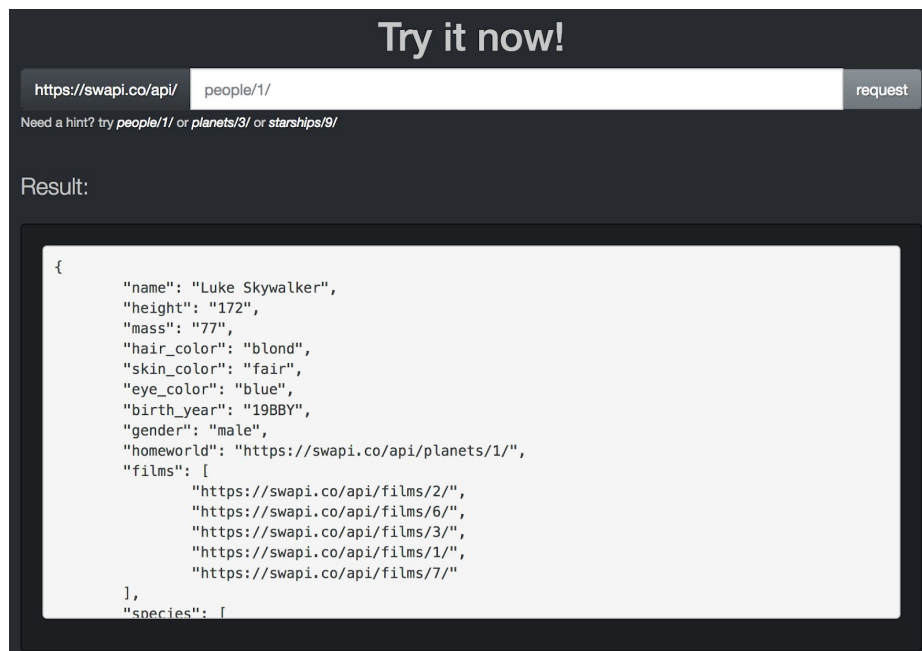 Try it now!
https://swapi.co/api/ people/1/ request
Need a hint? try people/1/ or planets/3/ or starships/9/
Result:
{
"name": "Luke Skywalker",
"height": "172",
"mass": "77",
"hair_color": "blond",
"skin_color": "fair",
"eye_color": "blue",
"birth_year": "19BBY",
"gender": "male",
"homeworld": "https://swapi.co/api/planets/1/",
"films": [
"https://swapi.co/api/films/2/",
"https://swapi.co/api/films/6/",
"https://swapi.co/api/films/3/",
"https://swapi.co/api/films/1/",
"https://swapi.co/api/films/7/"
],
"species": [